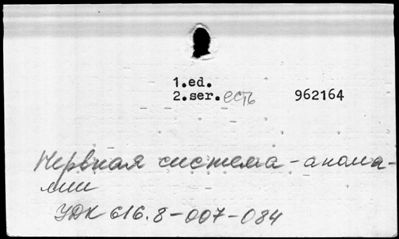 1.ed.
2.ser. есть 962164
Нервная система - анома-
лии
УДК 616.8-007-084